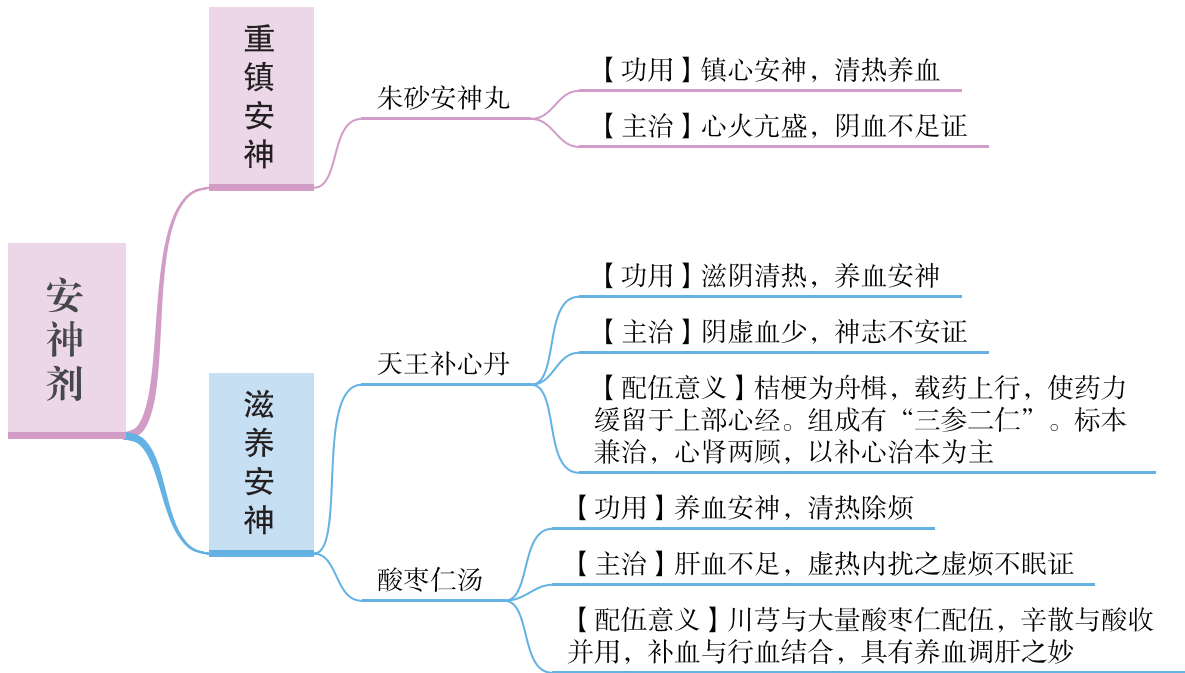 安神剂
重镇安神
朱砂安神丸
【功用】镇心安神，清热养血
【主治】心火亢盛，阴血不足证
滋养安神
天王补心丹
【功用】滋阴清热，养血安神
【主治】阴虚血少，神志不安证
【配伍意义】桔梗为舟楫，载药上行，使药力
缓留于上部心经。组成有“三参二仁”。标本
兼治，心肾两顾，以补心治本为主
酸枣仁汤
【功用】养血安神，清热除烦
【主治】肝血不足，虚热内扰之虚烦不眠证
【配伍意义】川芎与大量酸枣仁配伍，辛散与酸收
并用，补血与行血结合，具有养血调肝之妙